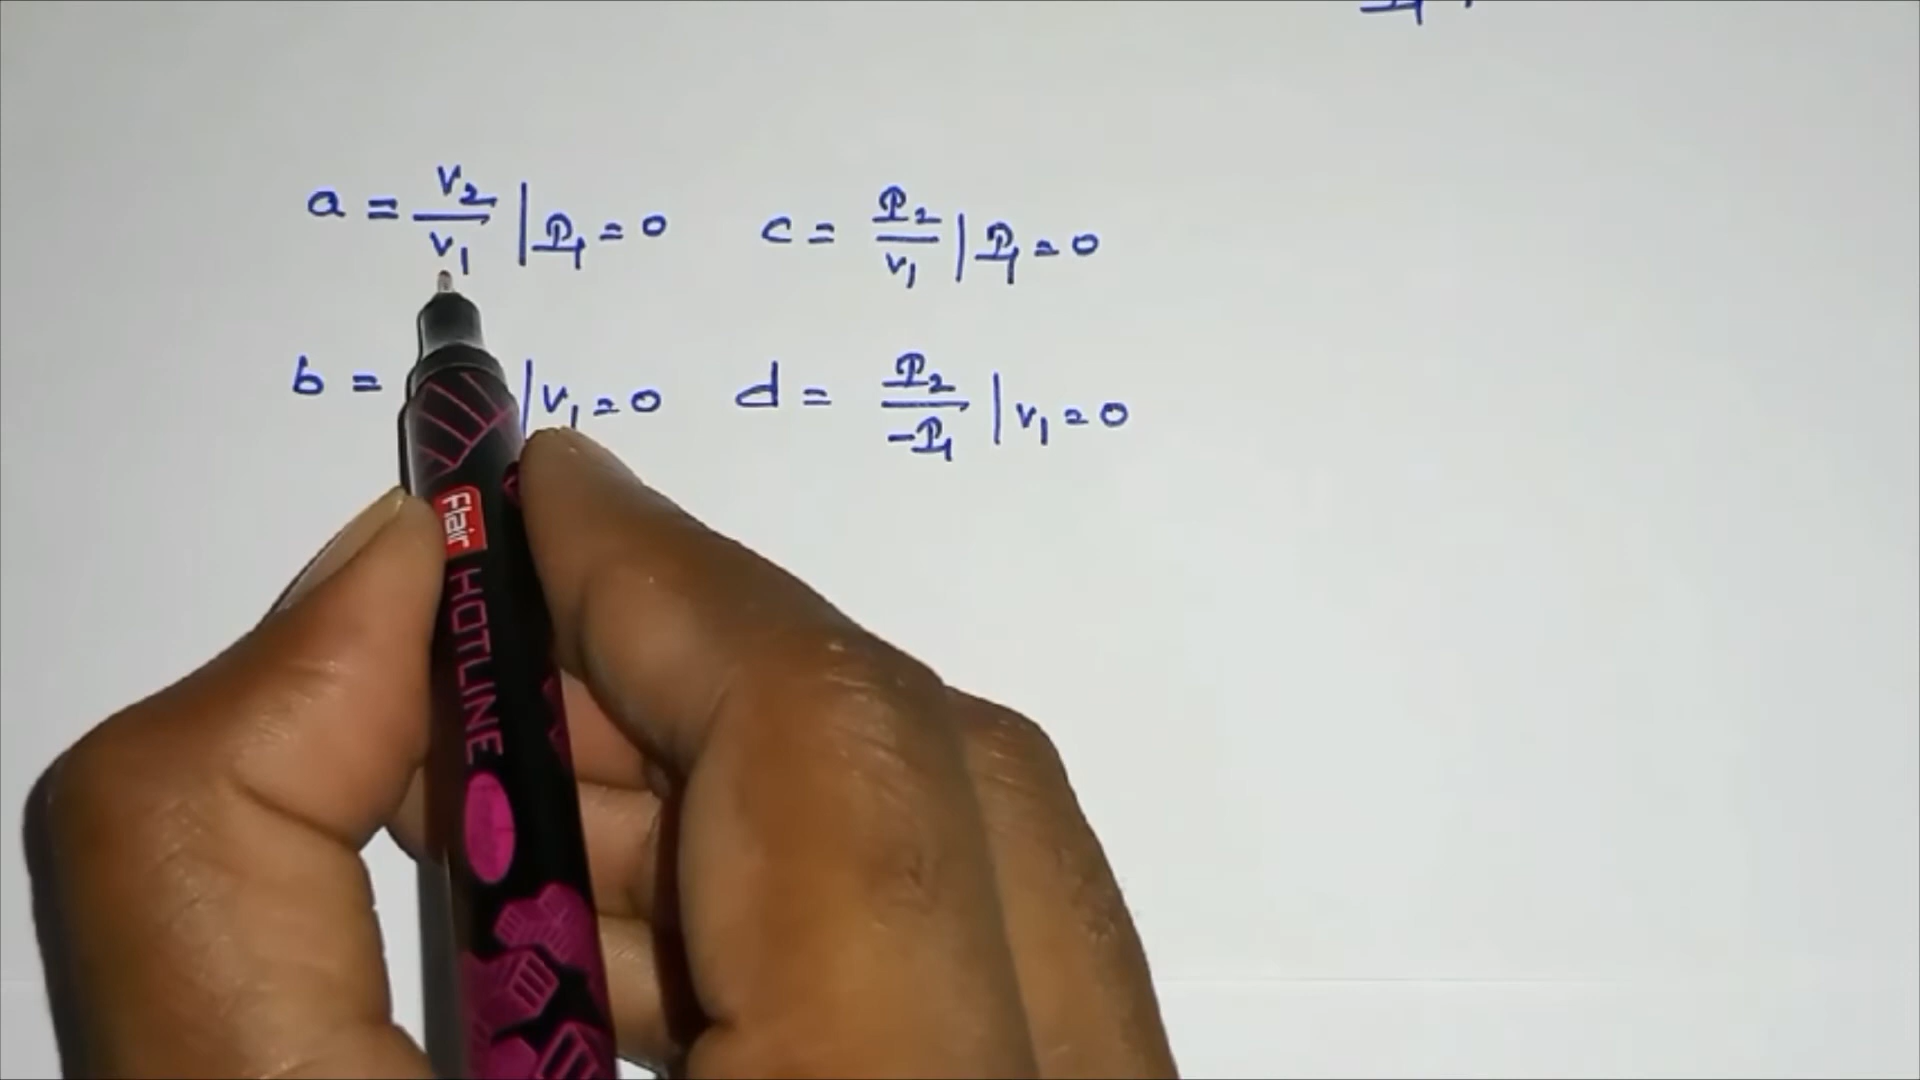 a = V2/V1 | I1 = 0 c = I2/V1 | I1 = 0
b = | V1 = 0 d = I2/-I1 | V1 = 0
Flair HOTLINE